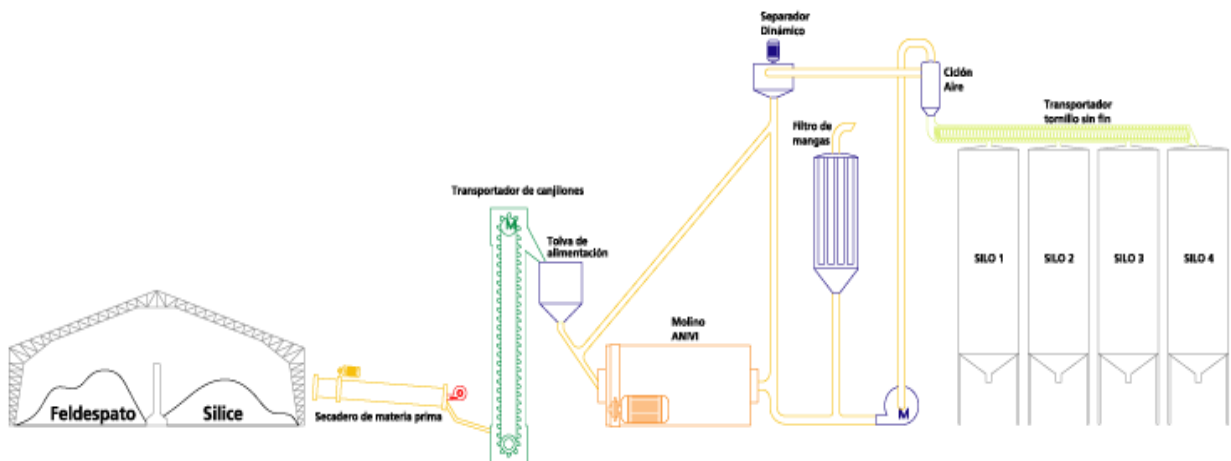 Separador
Dinámico
Ciclón
Aire
Transportador
tornillo sin fin
Filtro de
mangas
Transportador de canjilones
M
Tolva de
alimentación
SILO 1
SILO 2
SILO 3
SILO 4
Molino
ANIVI
Feldespato
Silice
Secadero de materia prima
M